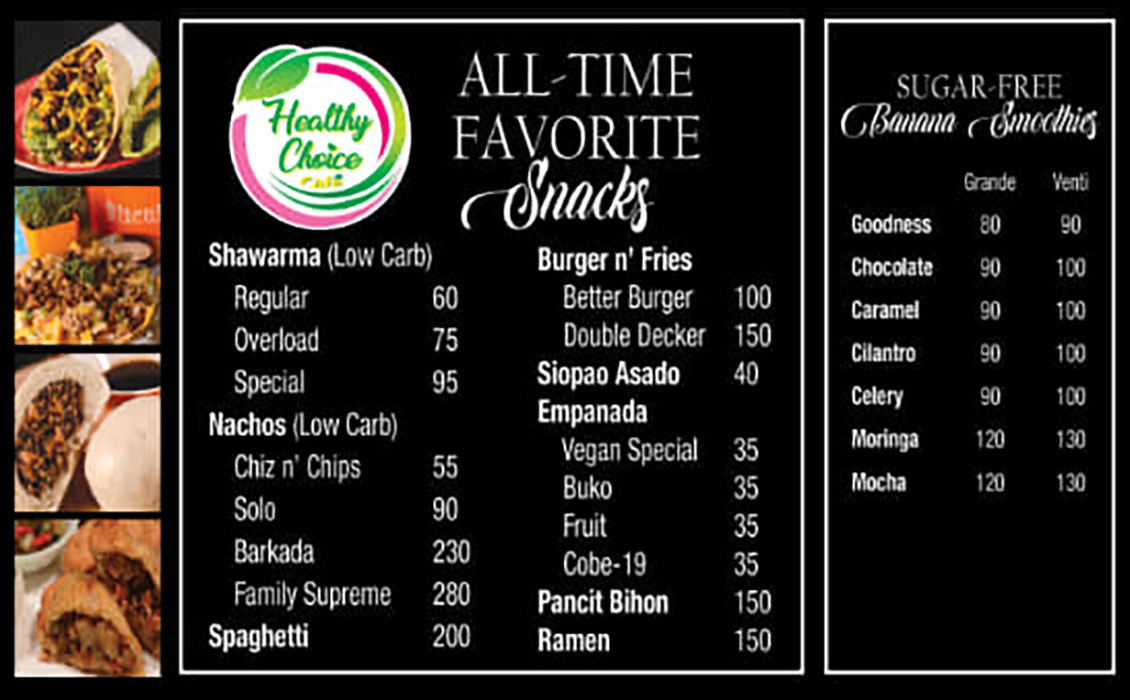 Healthy
Choice
Café
ALL-TIME
FAVORITE
Snacks
Shawarma (Low Carb)
Regular 60
Overload 75
Special 95
Nachos (Low Carb)
Chiz n' Chips 55
Solo 90
Barkada 230
Family Supreme 280
Spaghetti 200
Burger n' Fries
Better Burger 100
Double Decker 150
Siopao Asado 40
Empanada
Vegan Special 35
Buko 35
Fruit 35
Cobe-19 35
Pancit Bihon 150
Ramen 150
SUGAR-FREE
Banana Smoothies
Grande Venti
Goodness 80 90
Chocolate 90 100
Caramel 90 100
Cilantro 90 100
Celery 90 100
Moringa 120 130
Mocha 120 130